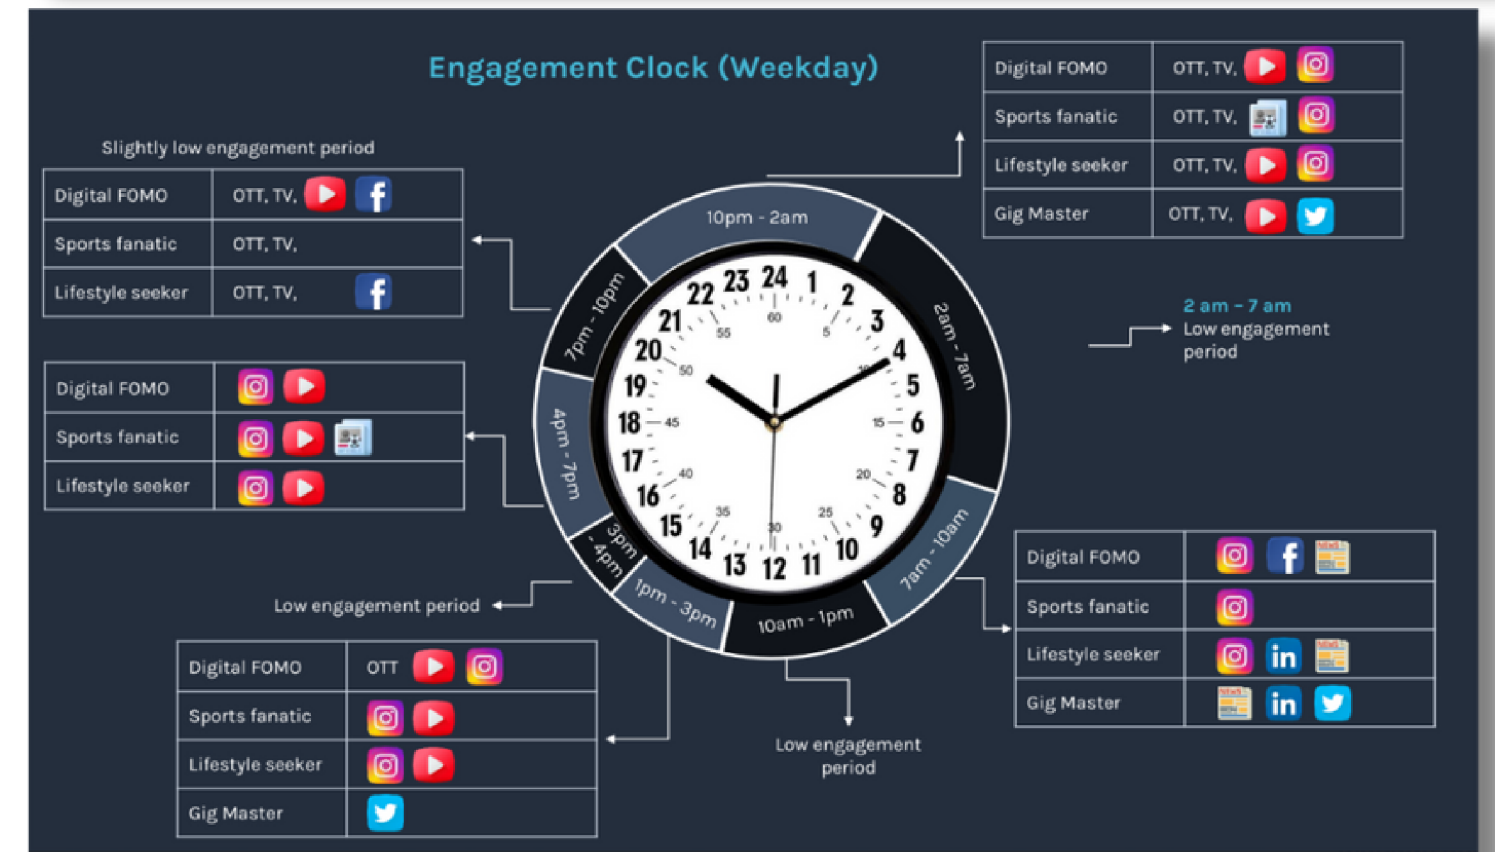 Engagement Clock (Weekday)
Digital FOMO OTT, TV,
Sports fanatic OTT, TV,
Lifestyle seeker OTT, TV,
Gig Master OTT, TV,
Slightly low engagement period
Digital FOMO OTT, TV,
Sports fanatic OTT, TV,
Lifestyle seeker OTT, TV,
10pm - 2am
2am - 7am
7am - 10am
10am - 1pm
1pm - 3pm
3pm
- 4pm
4pm - 7pm
7pm - 10pm
24
1
2
3
4
5
6
7
8
9
10
11
12
13
14
15
16
17
18
19
20
21
22
23
60
5
15
20
25
30
35
40
45
50
55
2 am – 7 am
Low engagement
period
Digital FOMO
Sports fanatic
Lifestyle seeker
Low engagement period
Digital FOMO
Sports fanatic
Lifestyle seeker
Gig Master
Digital FOMO OTT
Sports fanatic
Lifestyle seeker
Gig Master
Low engagement
period